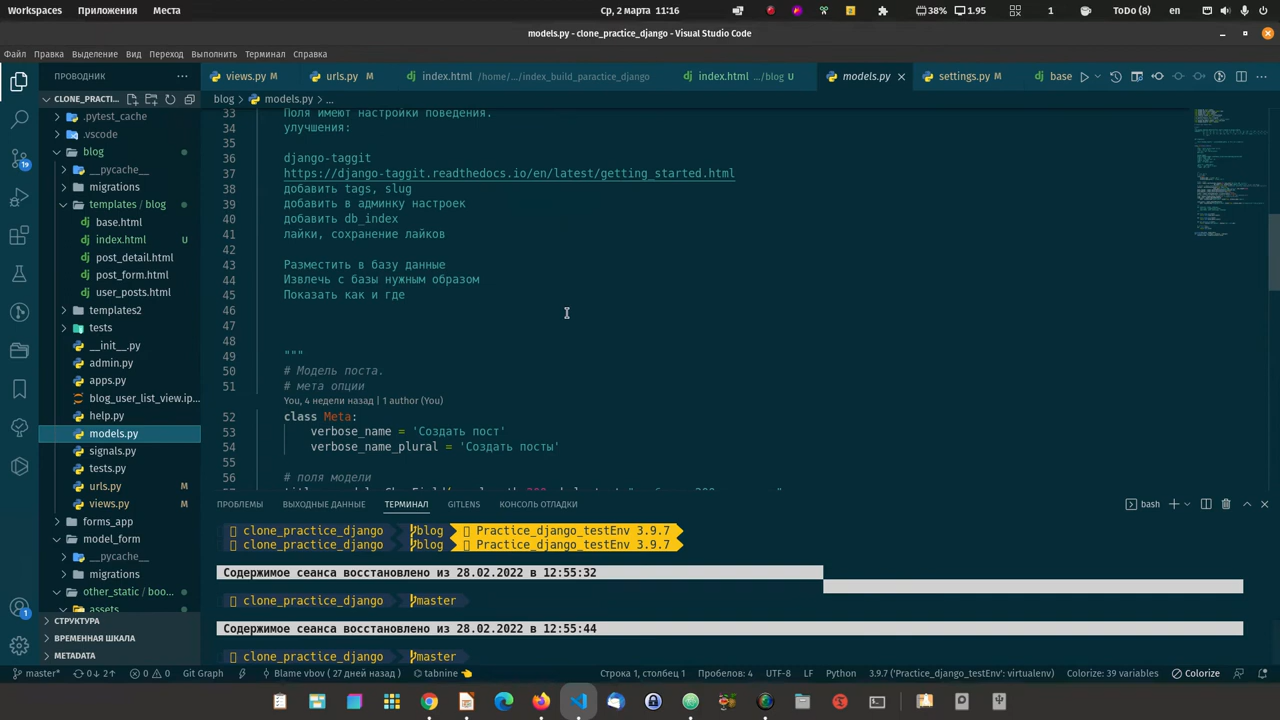 Workspaces Приложения Места
Ср, 2 марта 11:16
38% 1.95 1 ToDo (8) en
models.py - clone_practice_django - Visual Studio Code
Файл Правка Выделение Вид Переход Выполнить Терминал Справка
ПРОВОДНИК ...
views.py M urls.py M index.html /home/.../index_build_paractice_django index.html .../blog U models.py settings.py M base
CLONE_PRACTI...
blog > models.py > ...
.pytest_cache
.vscode
blog
__pycache__
migrations
templates / blog
base.html
index.html U
post_detail.html
post_form.html
user_posts.html
templates2
tests
__init__.py
admin.py
apps.py
blog_user_list_view.ip...
help.py
models.py
signals.py
tests.py
urls.py M
views.py M
forms_app
model_form
__pycache__
migrations
other_static / boo...
assets
СТРУКТУРА
ВРЕМЕННАЯ ШКАЛА
METADATA
33 Поля имеют настройки поведения.
34 улучшения:
35
36 django-taggit
37 https://django-taggit.readthedocs.io/en/latest/getting_started.html
38 добавить tags, slug
39 добавить в админку настроек
40 добавить db_index
41 лайки, сохранение лайков
42
43 Разместить в базу данные
44 Извлечь с базы нужным образом
45 Показать как и где
46
47
48
49 """
50 # Модель поста.
51 # мета опции
You, 4 недели назад | 1 author (You)
52 class Meta:
53 verbose_name = 'Создать пост'
54 verbose_name_plural = 'Создать посты'
55
56 # поля модели
ПРОБЛЕМЫ ВЫХОДНЫЕ ДАННЫЕ ТЕРМИНАЛ GITLENS КОНСОЛЬ ОТЛАДКИ
bash
clone_practice_django blog Practice_django_testEnv 3.9.7
clone_practice_django blog Practice_django_testEnv 3.9.7
Содержимое сеанса восстановлено из 28.02.2022 в 12:55:32
clone_practice_django master
Содержимое сеанса восстановлено из 28.02.2022 в 12:55:44
clone_practice_django master
master* 0↓ 2↑ 0 0 Git Graph Blame vbov ( 27 дней назад ) tabnine Строка 1, столбец 1 Пробелов: 4 UTF-8 LF Python 3.9.7 ('Practice_django_testEnv': virtualenv) Colorize: 39 variables Colorize